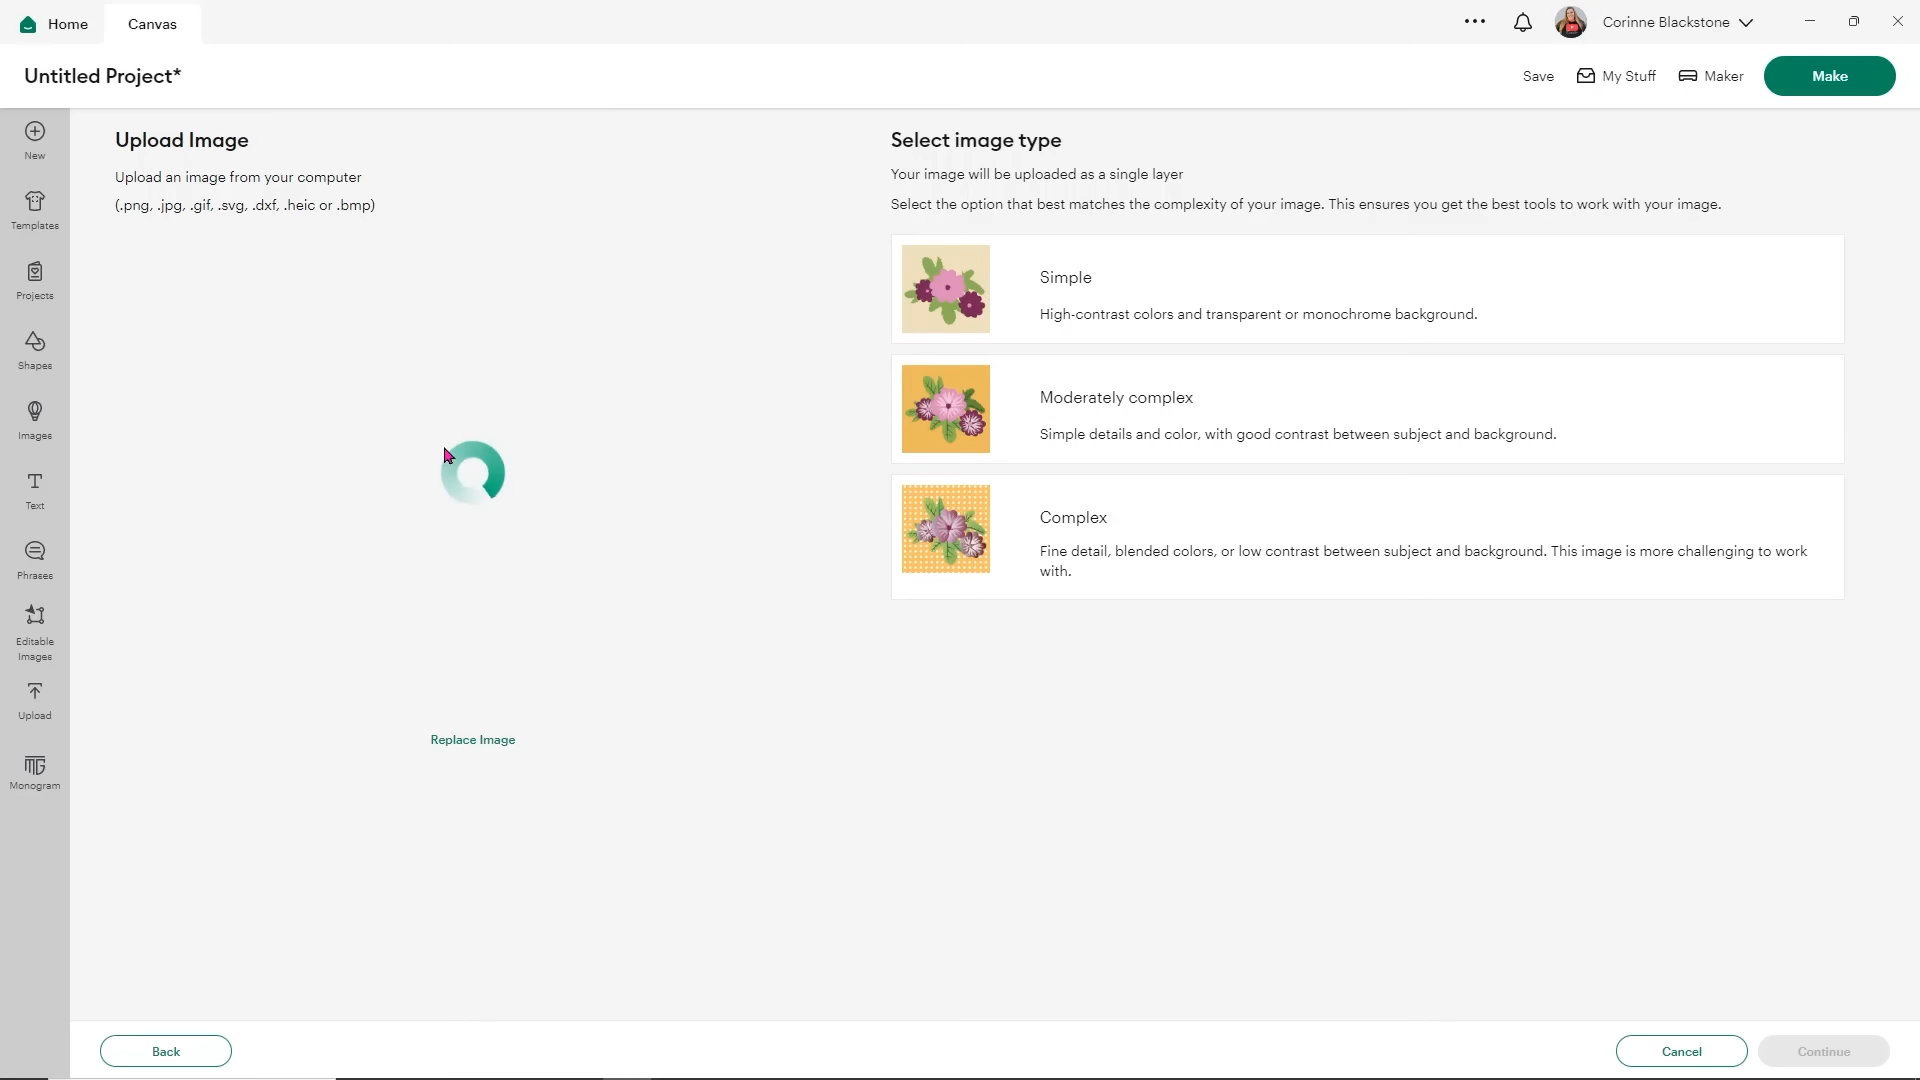 Home
Canvas
Corinne Blackstone
Untitled Project*
Save
My Stuff
Maker
Make
New
Templates
Projects
Shapes
Images
Text
Phrases
Editable
Images
Upload
Monogram
Upload Image
Upload an image from your computer
(.png, .jpg, .gif, .svg, .dxf, .heic or .bmp)
Replace Image
Select image type
Your image will be uploaded as a single layer
Select the option that best matches the complexity of your image. This ensures you get the best tools to work with your image.
Simple
High-contrast colors and transparent or monochrome background.
Moderately complex
Simple details and color, with good contrast between subject and background.
Complex
Fine detail, blended colors, or low contrast between subject and background. This image is more challenging to work
with.
Back
Cancel
Continue